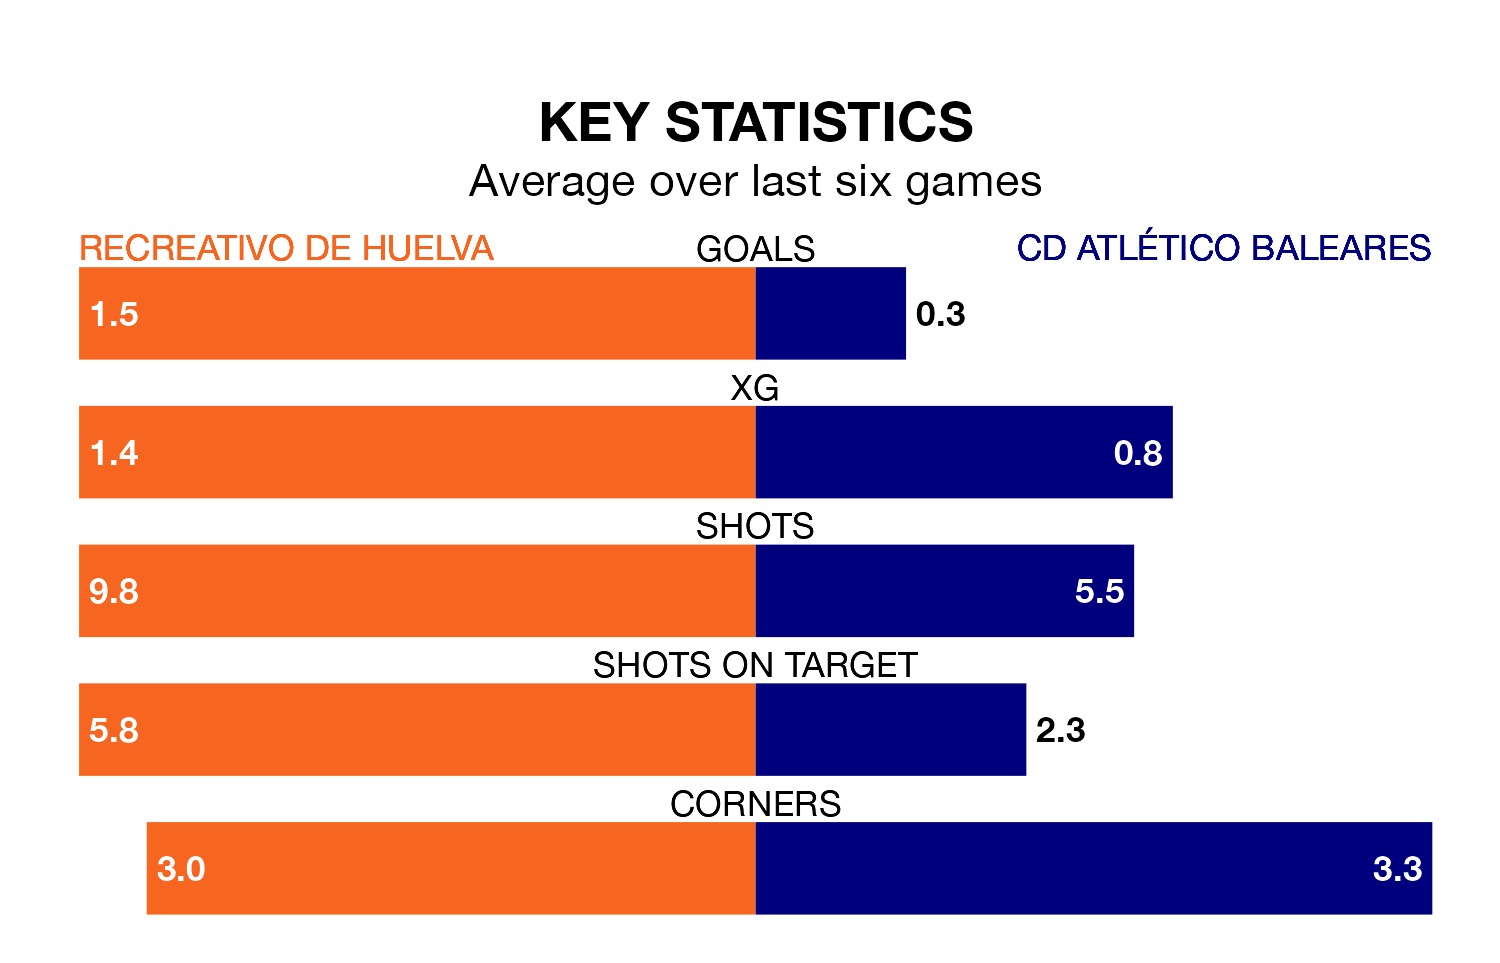 KEY STATISTICS
Average over last six games
RECREATIVO DE HUELVA GOALS CD ATLÉTICO BALEARES
1.5 0.3
XG
1.4 0.8
SHOTS
9.8 5.5
SHOTS ON TARGET
5.8 2.3
CORNERS
3.0 3.3